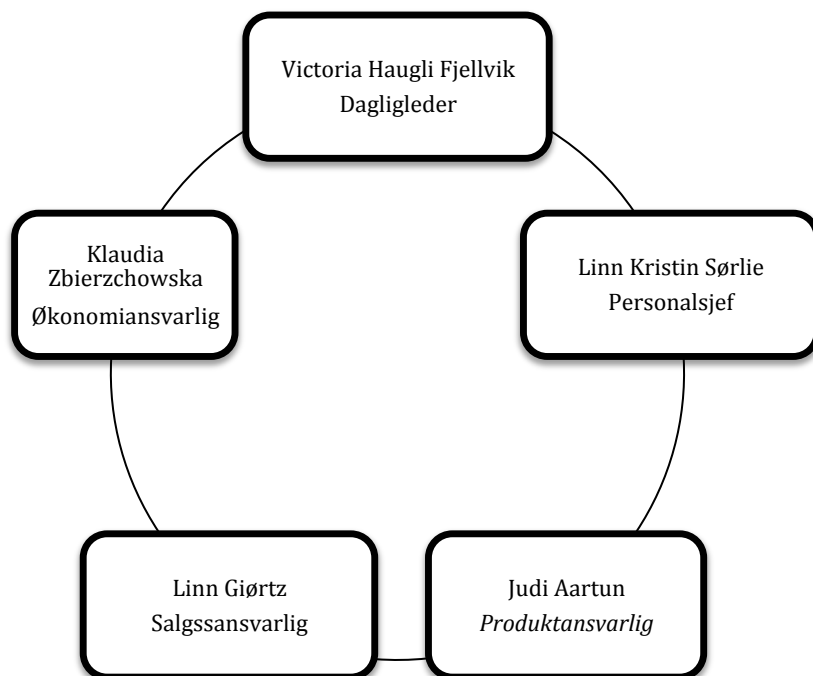 Victoria Haugli Fjellvik
Dagligleder
Klaudia
Zbierzchowska
Økonomiansvarlig
Linn Kristin Sørlie
Personalsjef
Linn Giørtz
Salgssansvarlig
Judi Aartun
Produktansvarlig